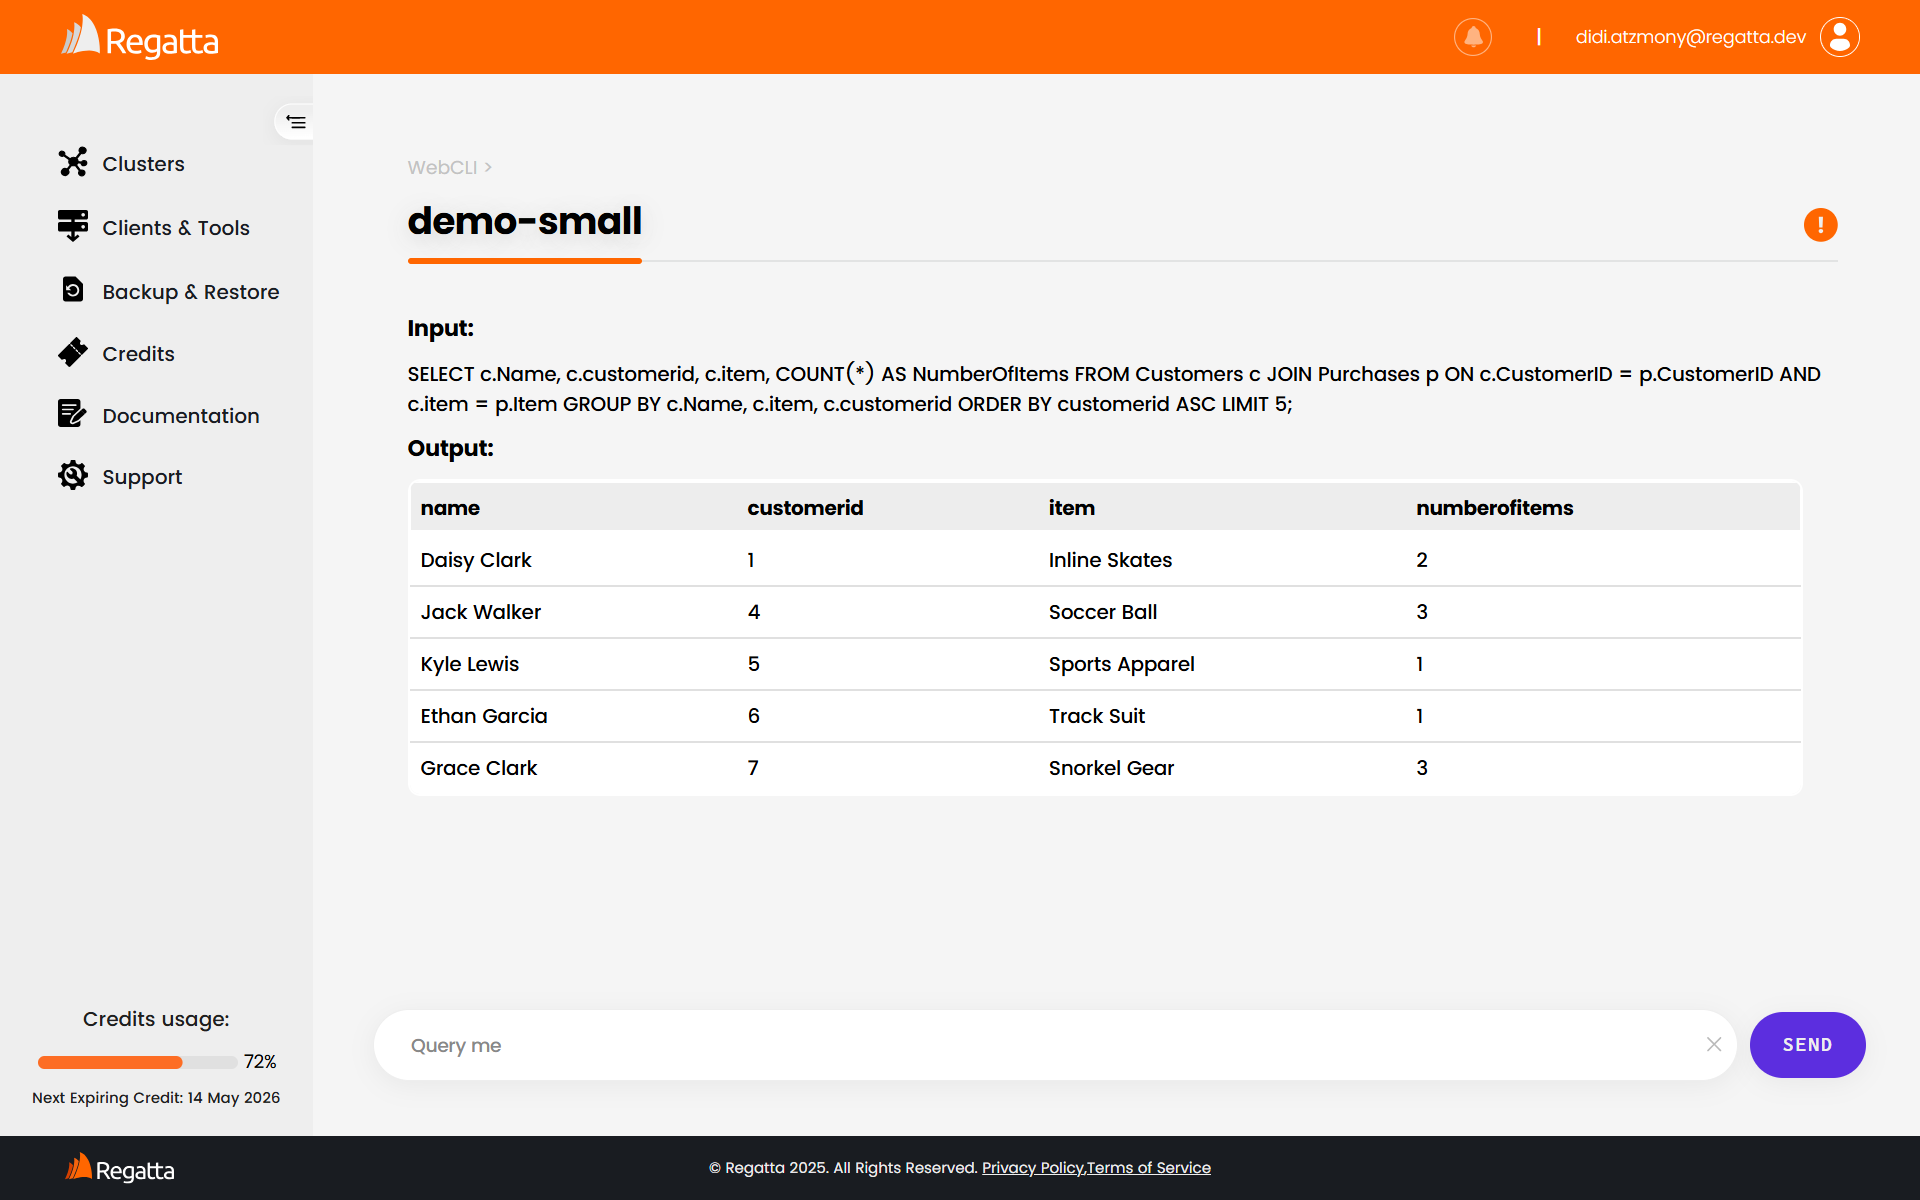 Regatta
didi.atzmony@regatta.dev
Clusters
Clients & Tools
Backup & Restore
Credits
Documentation
Support
WebCLI >
demo-small
!
Input:
SELECT c.Name, c.customerid, c.item, COUNT(*) AS NumberOfItems FROM Customers c JOIN Purchases p ON c.CustomerID = p.CustomerID AND
c.item = p.Item GROUP BY c.Name, c.item, c.customerid ORDER BY customerid ASC LIMIT 5;
Output:
name customerid item numberofitems
Daisy Clark 1 Inline Skates 2
Jack Walker 4 Soccer Ball 3
Kyle Lewis 5 Sports Apparel 1
Ethan Garcia 6 Track Suit 1
Grace Clark 7 Snorkel Gear 3
Credits usage:
72%
Next Expiring Credit: 14 May 2026
Query me
SEND
Regatta
© Regatta 2025. All Rights Reserved. Privacy Policy,Terms of Service